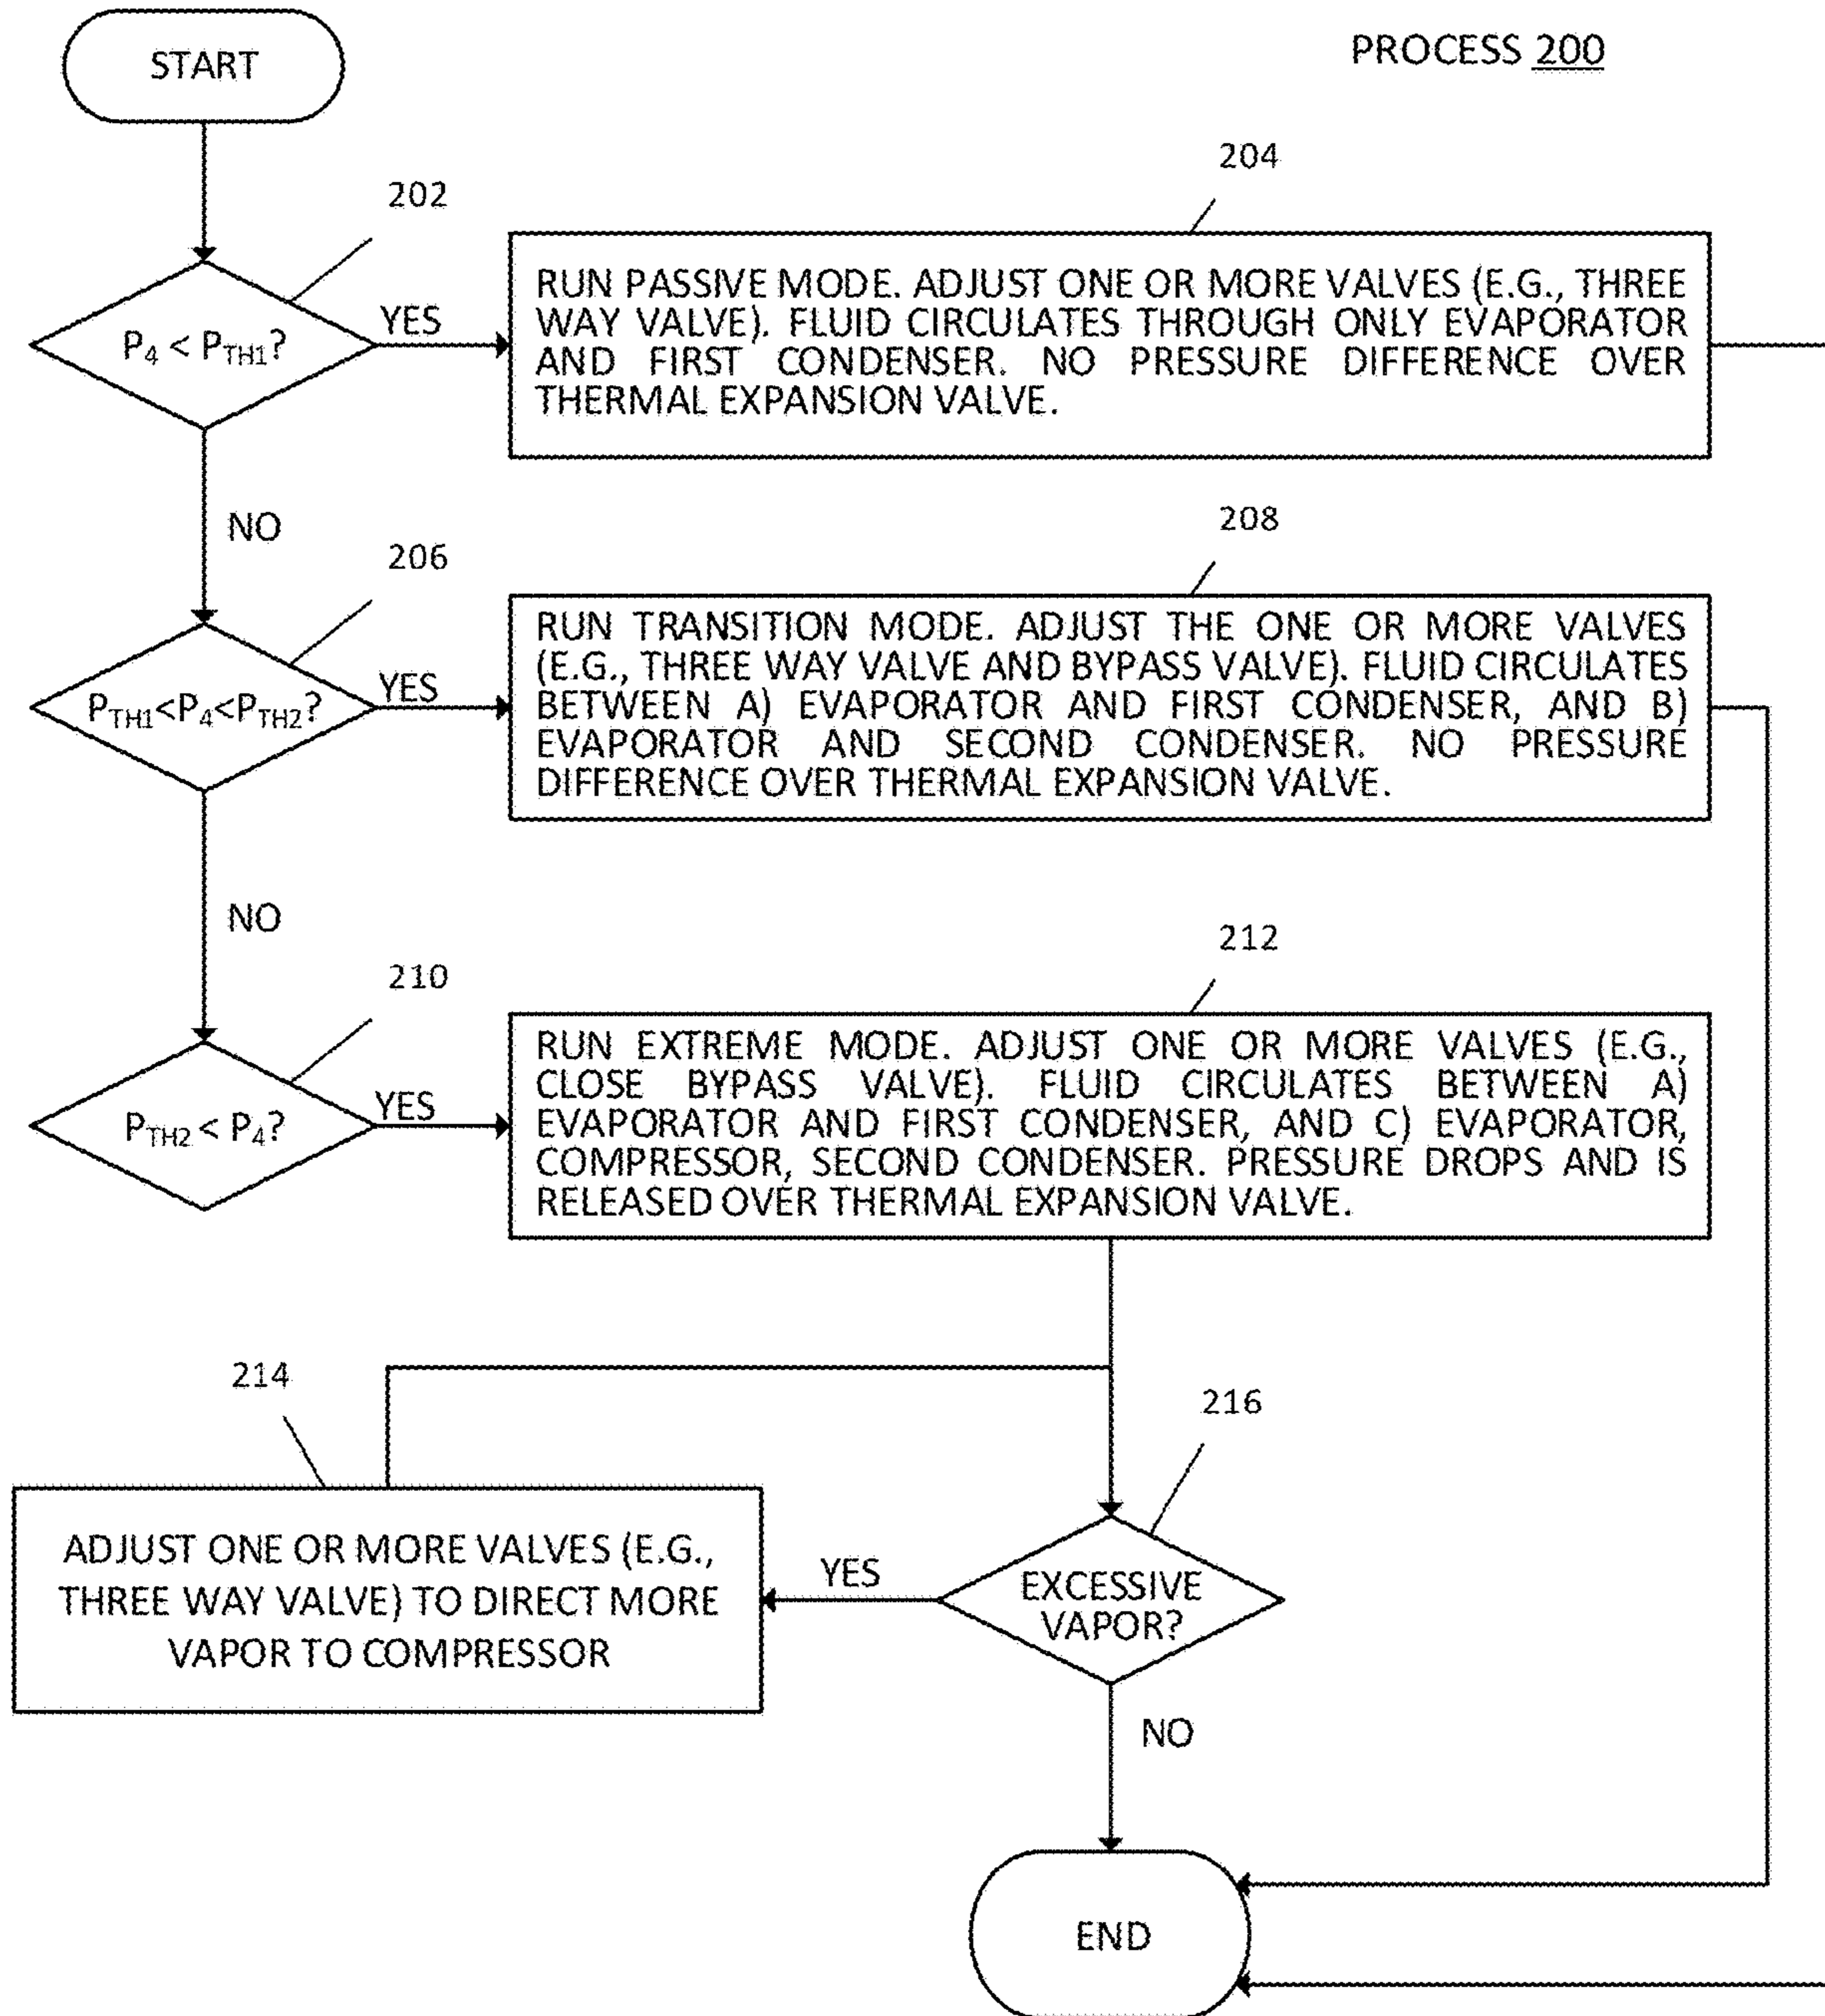 PROCESS 200
START
202
204
P4 < PTH1?
YES
RUN PASSIVE MODE. ADJUST ONE OR MORE VALVES (E.G., THREE
WAY VALVE). FLUID CIRCULATES THROUGH ONLY EVAPORATOR
AND FIRST CONDENSER. NO PRESSURE DIFFERENCE OVER
THERMAL EXPANSION VALVE.
NO
206
208
PTH1<P4<PTH2?
YES
RUN TRANSITION MODE. ADJUST THE ONE OR MORE VALVES
(E.G., THREE WAY VALVE AND BYPASS VALVE). FLUID CIRCULATES
BETWEEN A) EVAPORATOR AND FIRST CONDENSER, AND B)
EVAPORATOR AND SECOND CONDENSER. NO PRESSURE
DIFFERENCE OVER THERMAL EXPANSION VALVE.
NO
210
212
PTH2 < P4?
YES
RUN EXTREME MODE. ADJUST ONE OR MORE VALVES (E.G.,
CLOSE BYPASS VALVE). FLUID CIRCULATES BETWEEN A)
EVAPORATOR AND FIRST CONDENSER, AND C) EVAPORATOR,
COMPRESSOR, SECOND CONDENSER. PRESSURE DROPS AND IS
RELEASED OVER THERMAL EXPANSION VALVE.
214
216
EXCESSIVE
VAPOR?
YES
ADJUST ONE OR MORE VALVES (E.G.,
THREE WAY VALVE) TO DIRECT MORE
VAPOR TO COMPRESSOR
NO
END